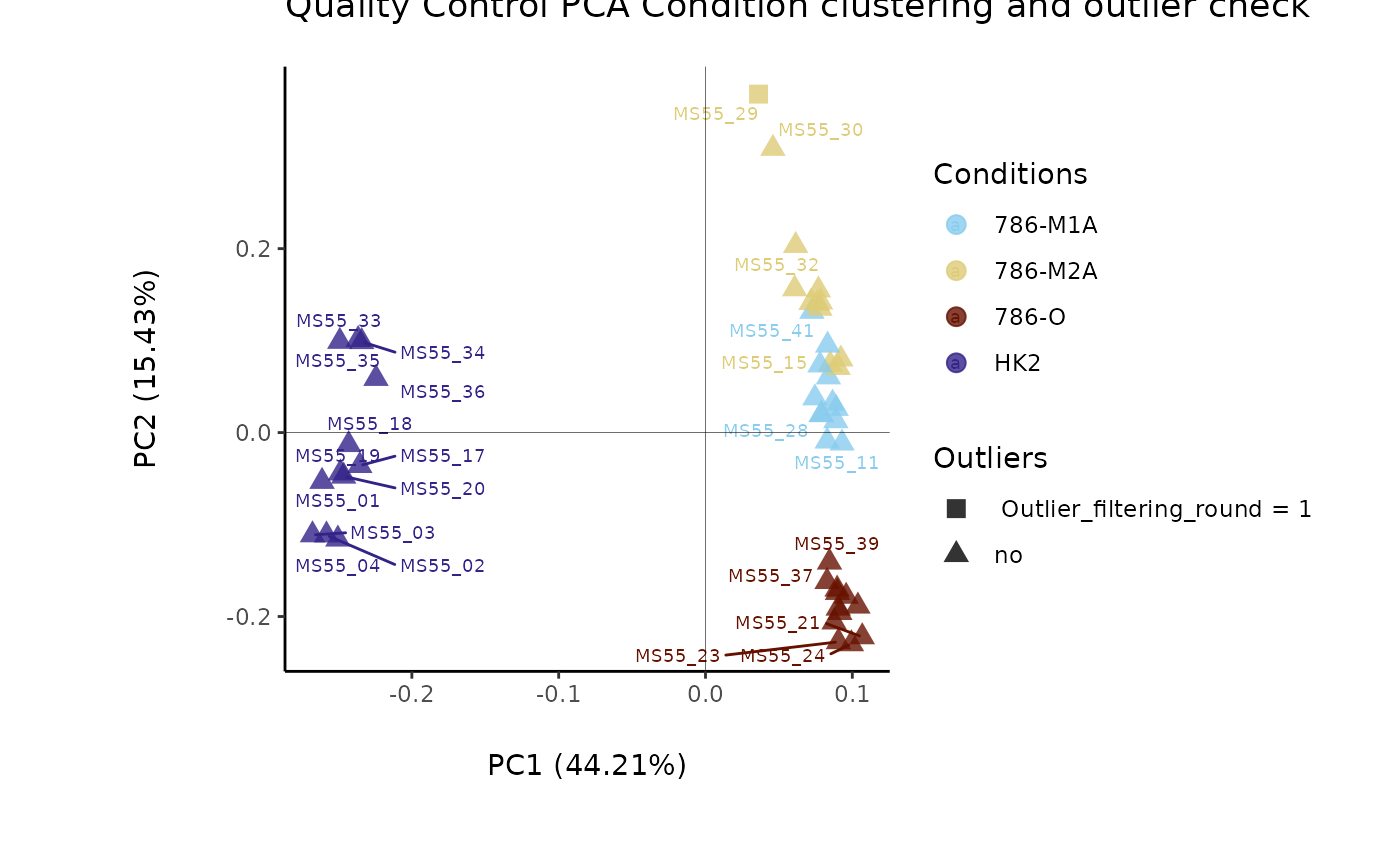 Quality Control PCA Condition clustering and outlier check
MS55_29
MS55_30
MS55_32
MS55_33
MS55_34
MS55_35
MS55_36
MS55_41
MS55_15
MS55_18
MS55_28
MS55_19
MS55_17
MS55_11
MS55_20
MS55_01
MS55_03
MS55_04
MS55_02
MS55_39
MS55_37
MS55_21
MS55_23
MS55_24
0.2
0.0
-0.2
-0.2
-0.1
0.0
0.1
PC2 (15.43%)
PC1 (44.21%)
Conditions
a 786-M1A
a 786-M2A
a 786-O
a HK2
Outliers
Outlier_filtering_round = 1
no